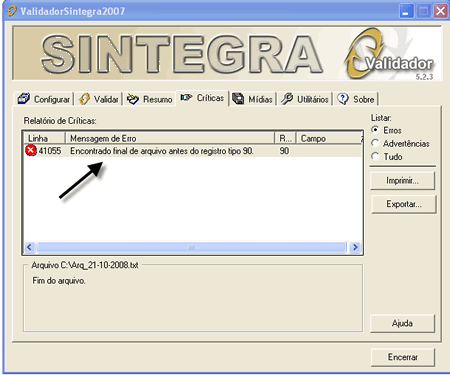 ValidadorSintegra2007
SINTEGRA
Validador
5.2.3
Configurar Validar Resumo Críticas Mídias Utilitários Sobre
Relatório de Críticas:
Listar:
Erros
Advertências
Tudo
Linha Mensagem de Erro R... Campo
41055 Encontrado final de arquivo antes do registro tipo 90. 90
Imprimir...
Exportar...
Arquivo C:\Arq_21-10-2008.txt
Fim do arquivo.
Ajuda
Encerrar